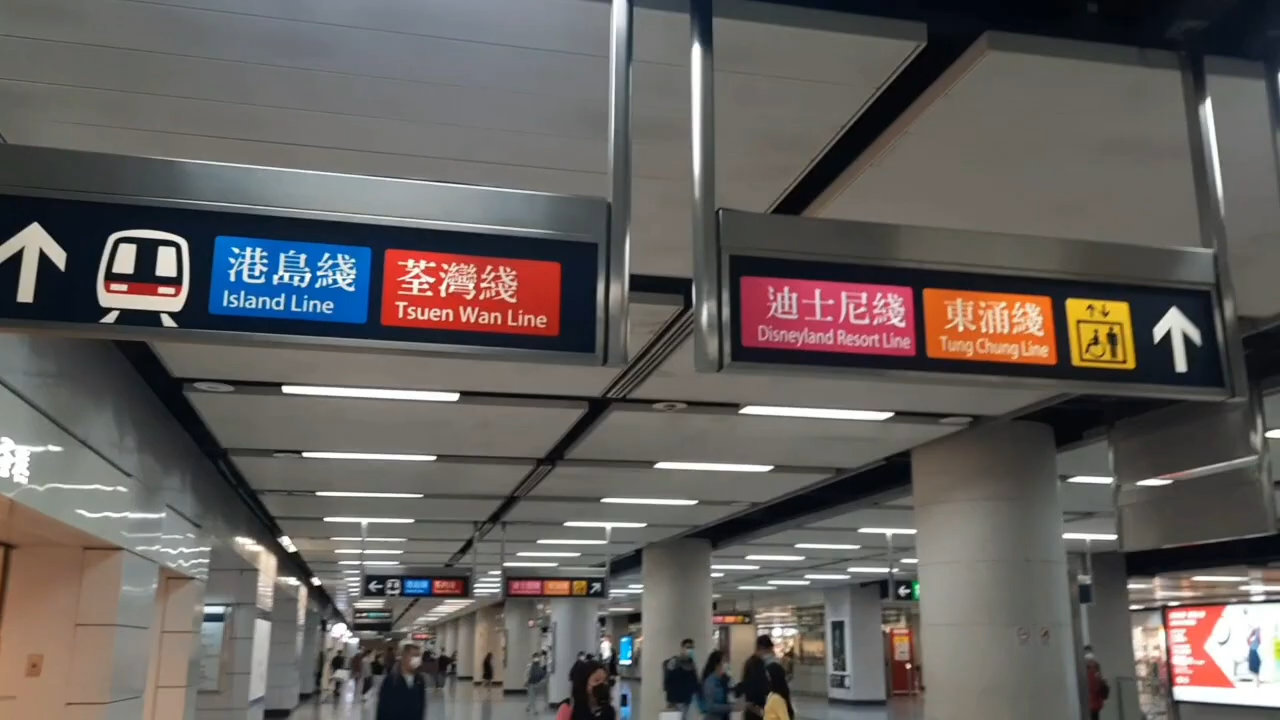 港島綫
Island Line
荃灣綫
Tsuen Wan Line
迪士尼綫
Disneyland Resort Line
東涌綫
Tung Chung Line